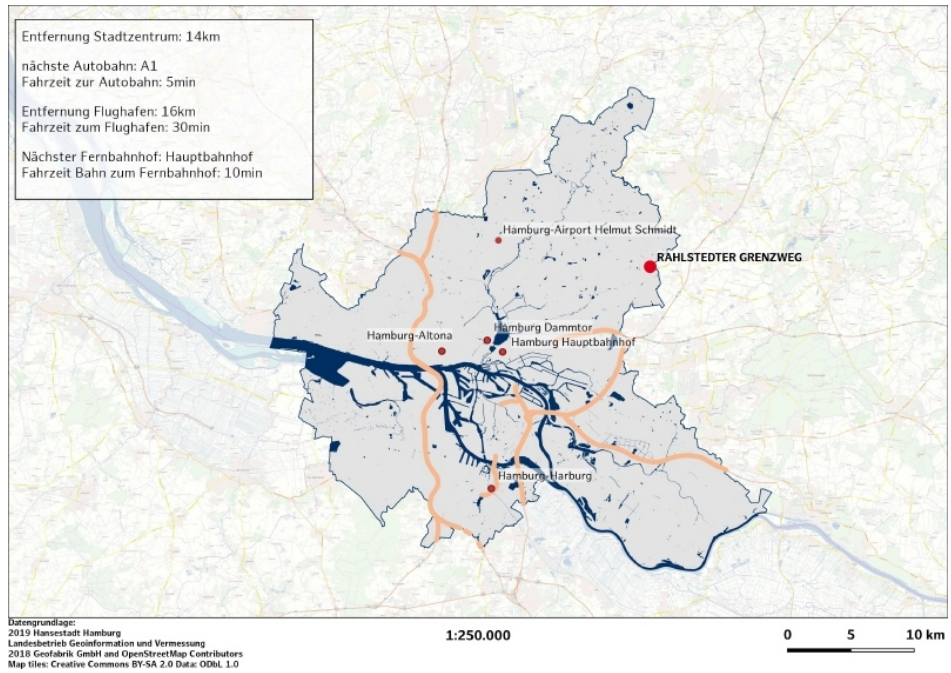 Entfernung Stadtzentrum: 14km
nächste Autobahn: A1
Fahrzeit zur Autobahn: 5min
Entfernung Flughafen: 16km
Fahrzeit zum Flughafen: 30min
Nächster Fernbahnhof: Hauptbahnhof
Fahrzeit Bahn zum Fernbahnhof: 10min
Hamburg-Airport Helmut Schmidt
RAHLSTEDTER GRENZWEG
Hamburg Dammtor
Hamburg-Altona
Hamburg Hauptbahnhof
Hamburg-Harburg
Datengrundlage:
2019 Hansestadt Hamburg
Landesbetrieb Geoinformation und Vermessung
2018 Geofabrik GmbH and OpenStreetMap Contributors
Map tiles: Creative Commons BY-SA 2.0 Data: ODbL 1.0
1:250.000
0 5 10 km